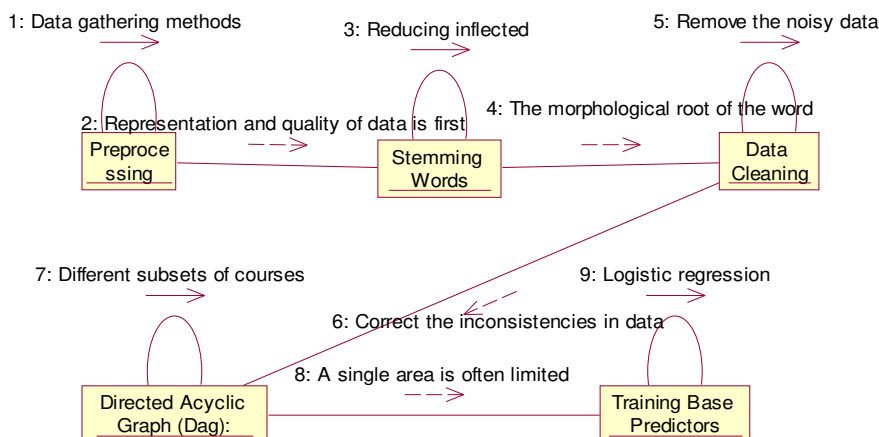 1: Data gathering methods
3: Reducing inflected
5: Remove the noisy data
2: Representation and quality of data is first
4: The morphological root of the word
Preproce
ssing
Stemming
Words
Data
Cleaning
7: Different subsets of courses
9: Logistic regression
6: Correct the inconsistencies in data
8: A single area is often limited
Directed Acyclic
Graph (Dag):
Training Base
Predictors